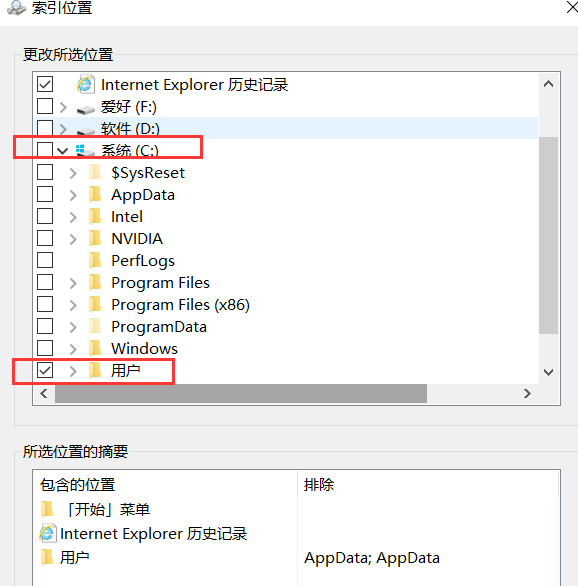 索引位置
更改所选位置
Internet Explorer 历史记录
爱好 (F:)
软件 (D:)
系统 (C:)
$SysReset
AppData
Intel
NVIDIA
PerfLogs
Program Files
Program Files (x86)
ProgramData
Windows
用户
所选位置的摘要
包含的位置 排除
「开始」菜单
Internet Explorer 历史记录
用户 AppData; AppData